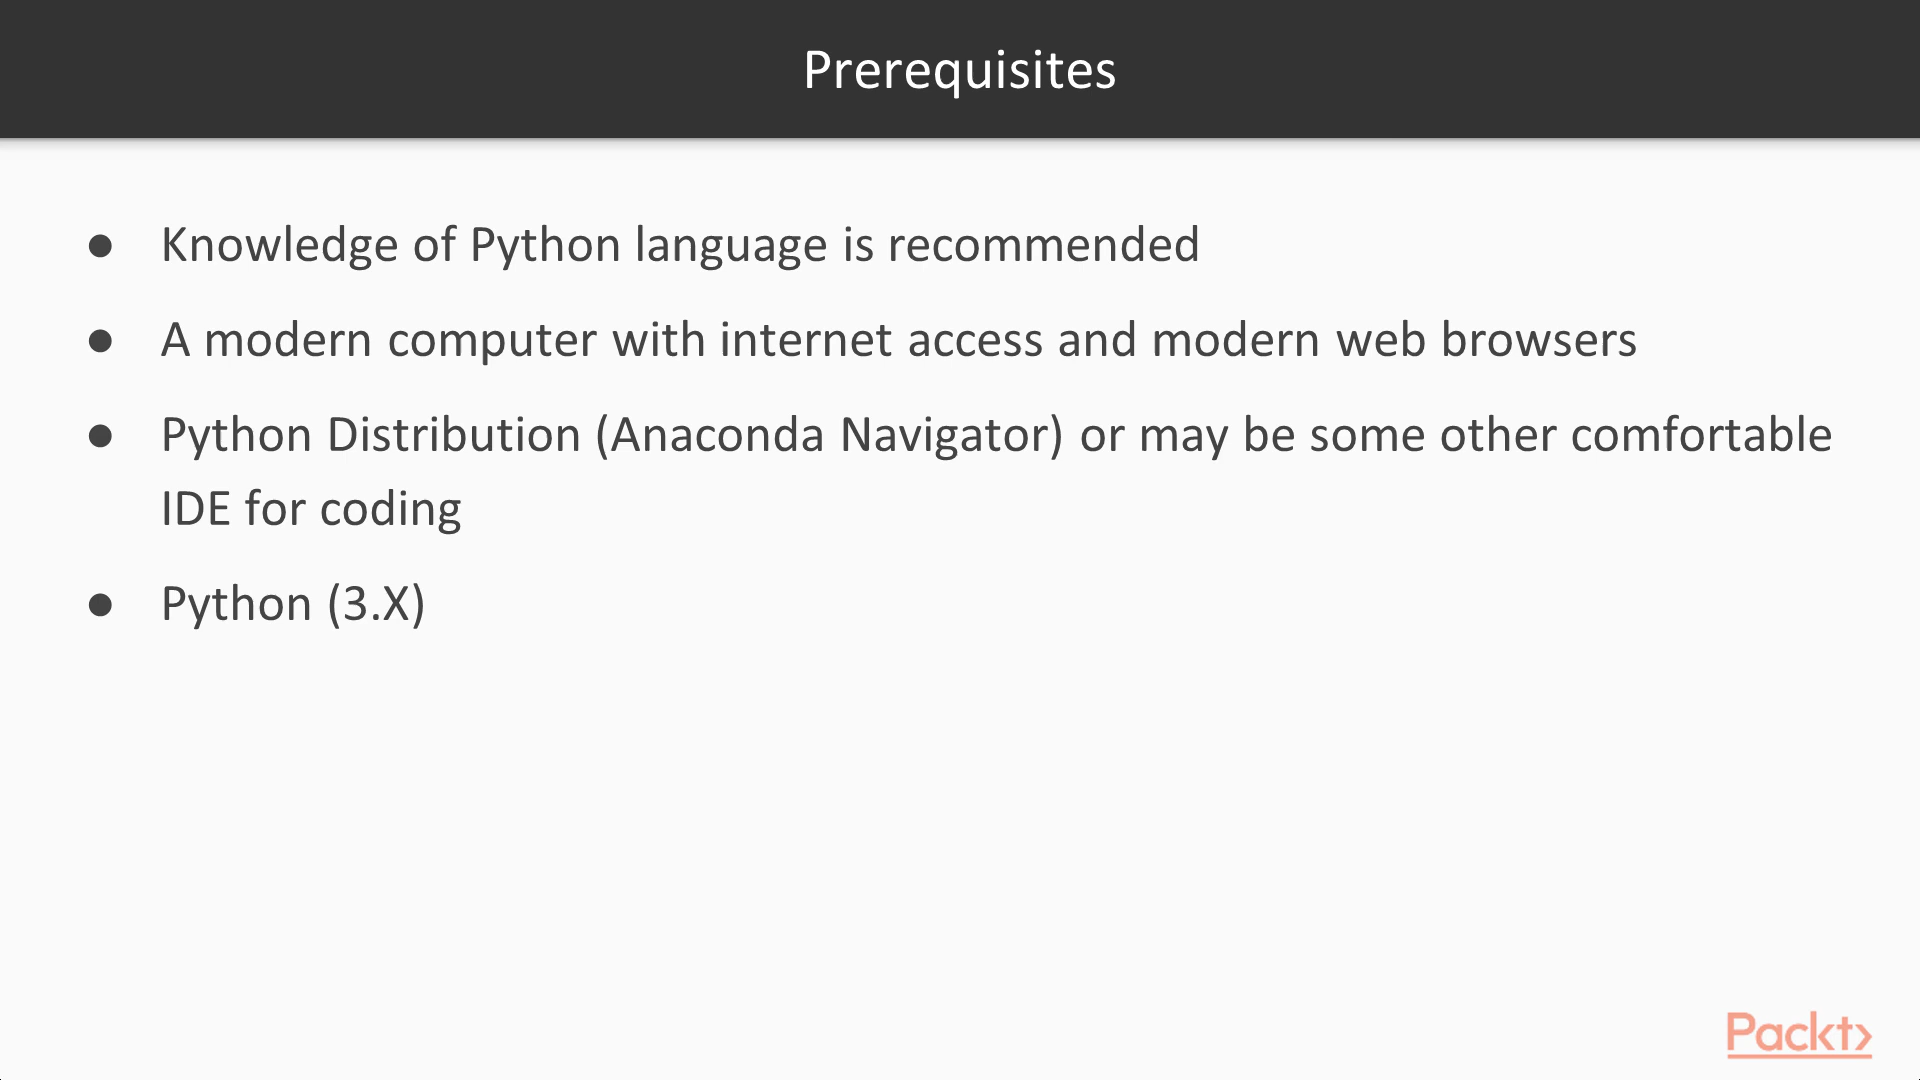 Prerequisites
● Knowledge of Python language is recommended
● A modern computer with internet access and modern web browsers
● Python Distribution (Anaconda Navigator) or may be some other comfortable
IDE for coding
● Python (3.X)
Packt>